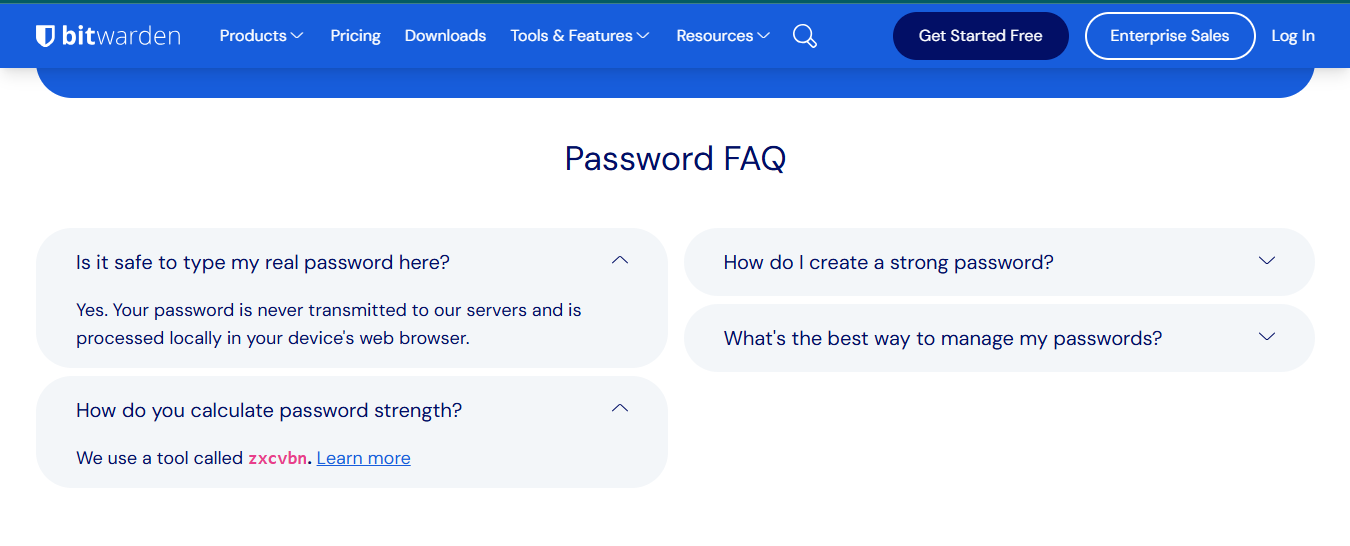 bitwarden Products Pricing Downloads Tools & Features Resources Get Started Free Enterprise Sales Log In
Password FAQ
Is it safe to type my real password here?
Yes. Your password is never transmitted to our servers and is
processed locally in your device's web browser.
How do you calculate password strength?
We use a tool called zxcvbn. Learn more
How do I create a strong password?
What's the best way to manage my passwords?